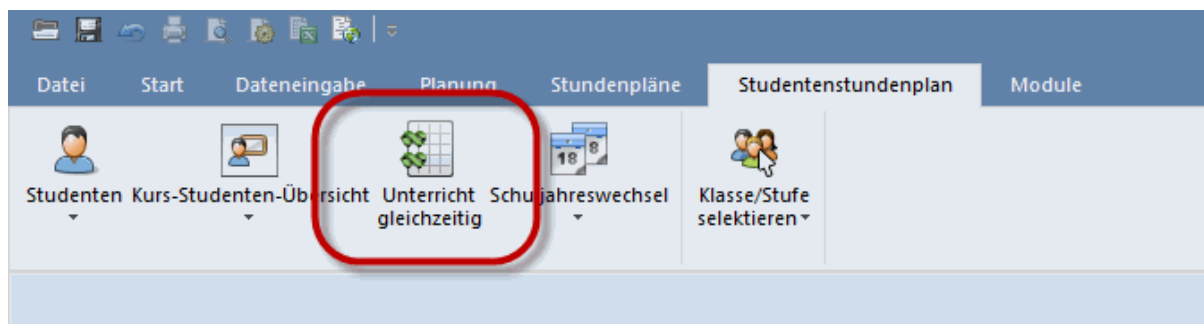 Datei Start Dateneingabe Planung Stundenpläne Studentenstundenplan Module
18 8
Studenten Kurs-Studenten-Übersicht Unterricht gleichzeitig Schuljahreswechsel Klasse/Stufe selektieren